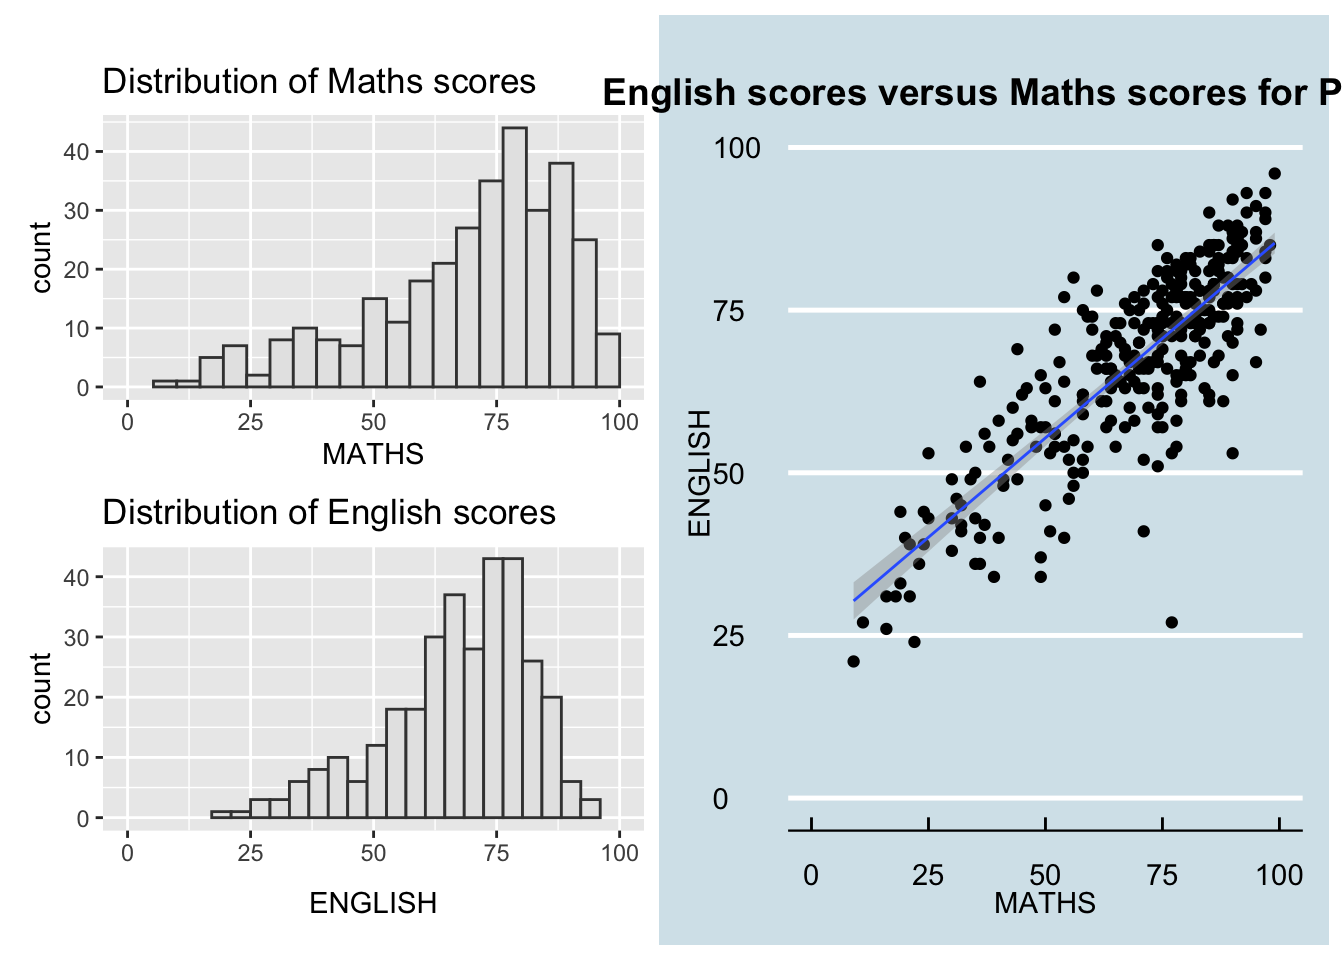 Distribution of Maths scores
40
30
20
10
0
count
0 25 50 75 100
MATHS
Distribution of English scores
40
30
20
10
0
count
0 25 50 75 100
ENGLISH
English scores versus Maths scores for P
100
75
50
25
0
ENGLISH
0 25 50 75 100
MATHS